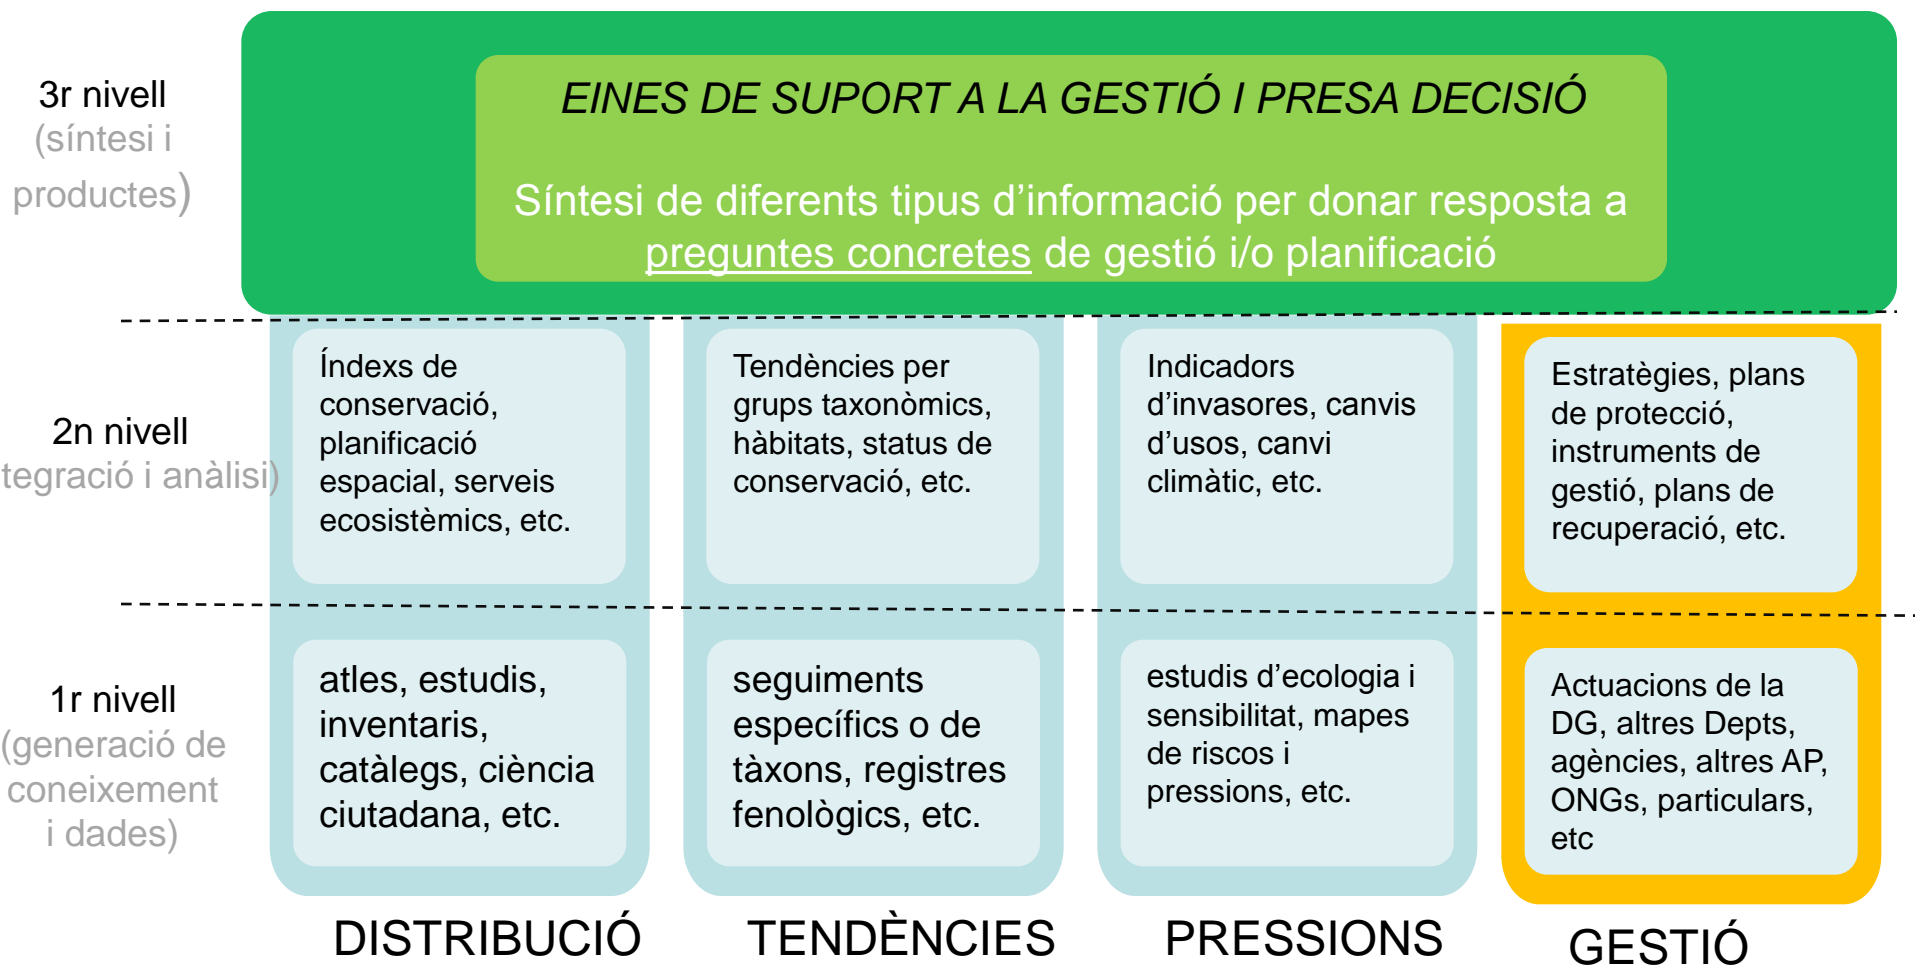 3r nivell
(síntesi i
productes)
EINES DE SUPORT A LA GESTIÓ I PRESA DECISIÓ
Síntesi de diferents tipus d’informació per donar resposta a
preguntes concretes de gestió i/o planificació
2n nivell
tegració i anàlisi)
Índexs de
conservació,
planificació
espacial, serveis
ecosistèmics, etc.
Tendències per
grups taxonòmics,
hàbitats, status de
conservació, etc.
Indicadors
d’invasores, canvis
d’usos, canvi
climàtic, etc.
Estratègies, plans
de protecció,
instruments de
gestió, plans de
recuperació, etc.
1r nivell
(generació de
coneixement
i dades)
atles, estudis,
inventaris,
catàlegs, ciència
ciutadana, etc.
seguiments
específics o de
tàxons, registres
fenològics, etc.
estudis d’ecologia i
sensibilitat, mapes
de riscos i
pressions, etc.
Actuacions de la
DG, altres Depts,
agències, altres AP,
ONGs, particulars,
etc
DISTRIBUCIÓ
TENDÈNCIES
PRESSIONS
GESTIÓ